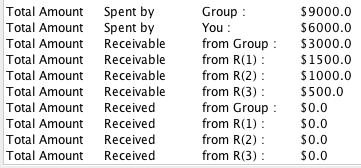 Total Amount Spent by Group : $9000.0
Total Amount Spent by You : $6000.0
Total Amount Receivable from Group : $3000.0
Total Amount Receivable from R(1) : $1500.0
Total Amount Receivable from R(2) : $1000.0
Total Amount Receivable from R(3) : $500.0
Total Amount Received from Group : $0.0
Total Amount Received from R(1) : $0.0
Total Amount Received from R(2) : $0.0
Total Amount Received from R(3) : $0.0